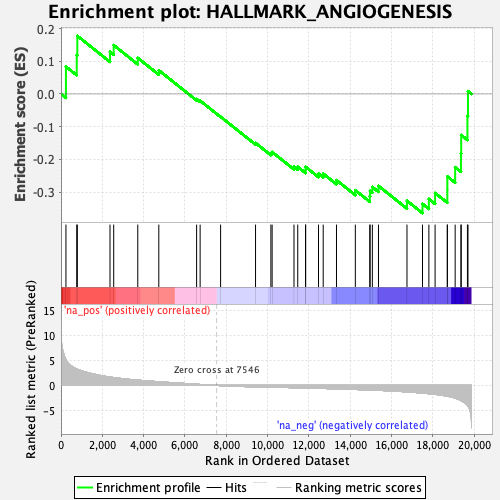 Enrichment plot: HALLMARK_ANGIOGENESIS
Enrichment score (ES)
0.2
0.1
0.0
-0.1
-0.2
-0.3
'na_pos' (positively correlated)
Ranked list metric (PreRanked)
15
10
5
0
-5
Zero cross at 7546
'na_neg' (negatively correlated)
0 2,000 4,000 6,000 8,000 10,000 12,000 14,000 16,000 18,000 20,000
Rank in Ordered Dataset
Enrichment profile Hits Ranking metric scores